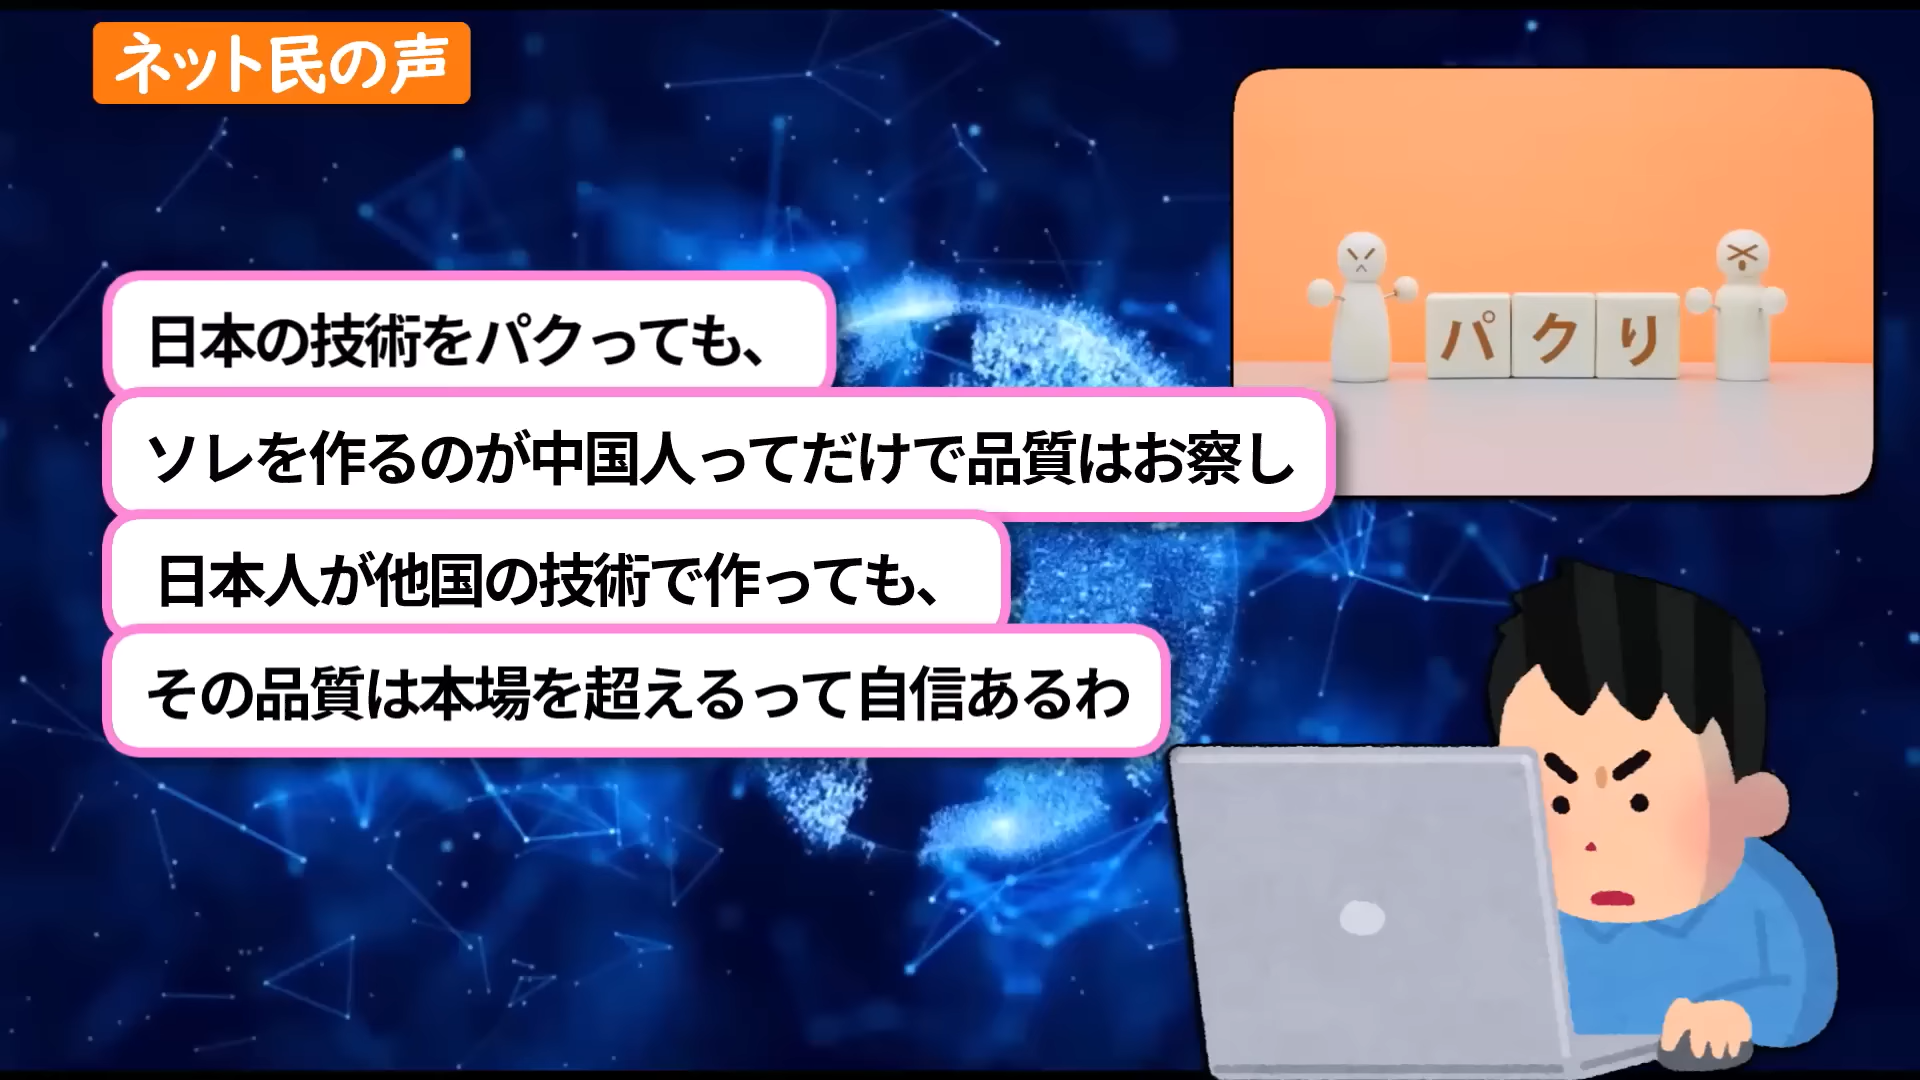 ネット民の声
パクり
日本の技術をパクっても、
ソレを作るのが中国人ってだけで品質はお察し
日本人が他国の技術で作っても、
その品質は本場を超えるって自信あるわ